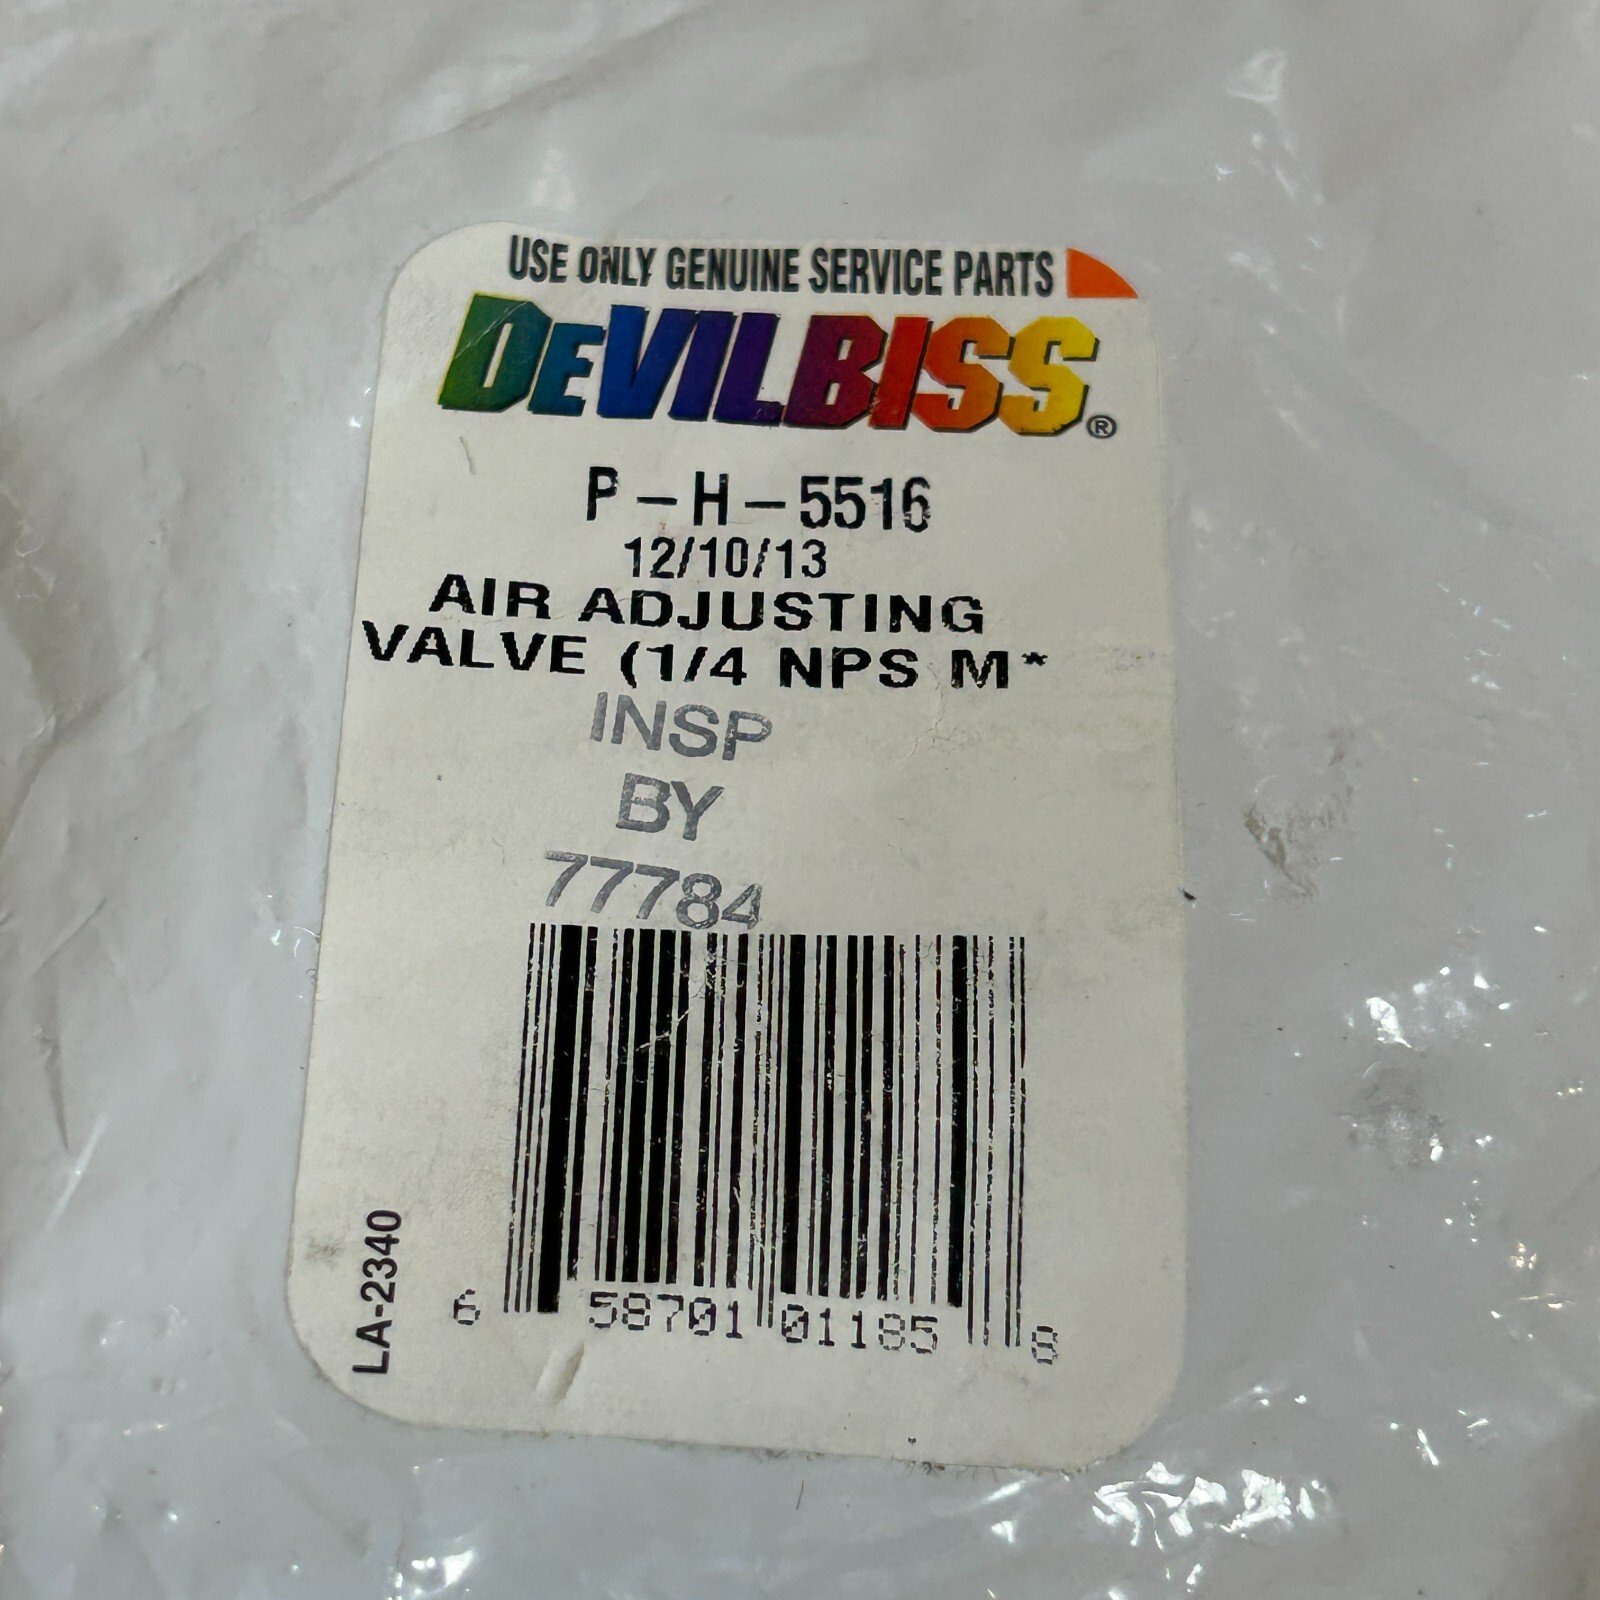 USE ONLY GENUINE SERVICE PARTS
DEVILBISS®
P-H-5516
12/10/13
AIR ADJUSTING
VALVE (1/4 NPS M*
INSP
BY
77784
LA-2340
6 58701 01185 8